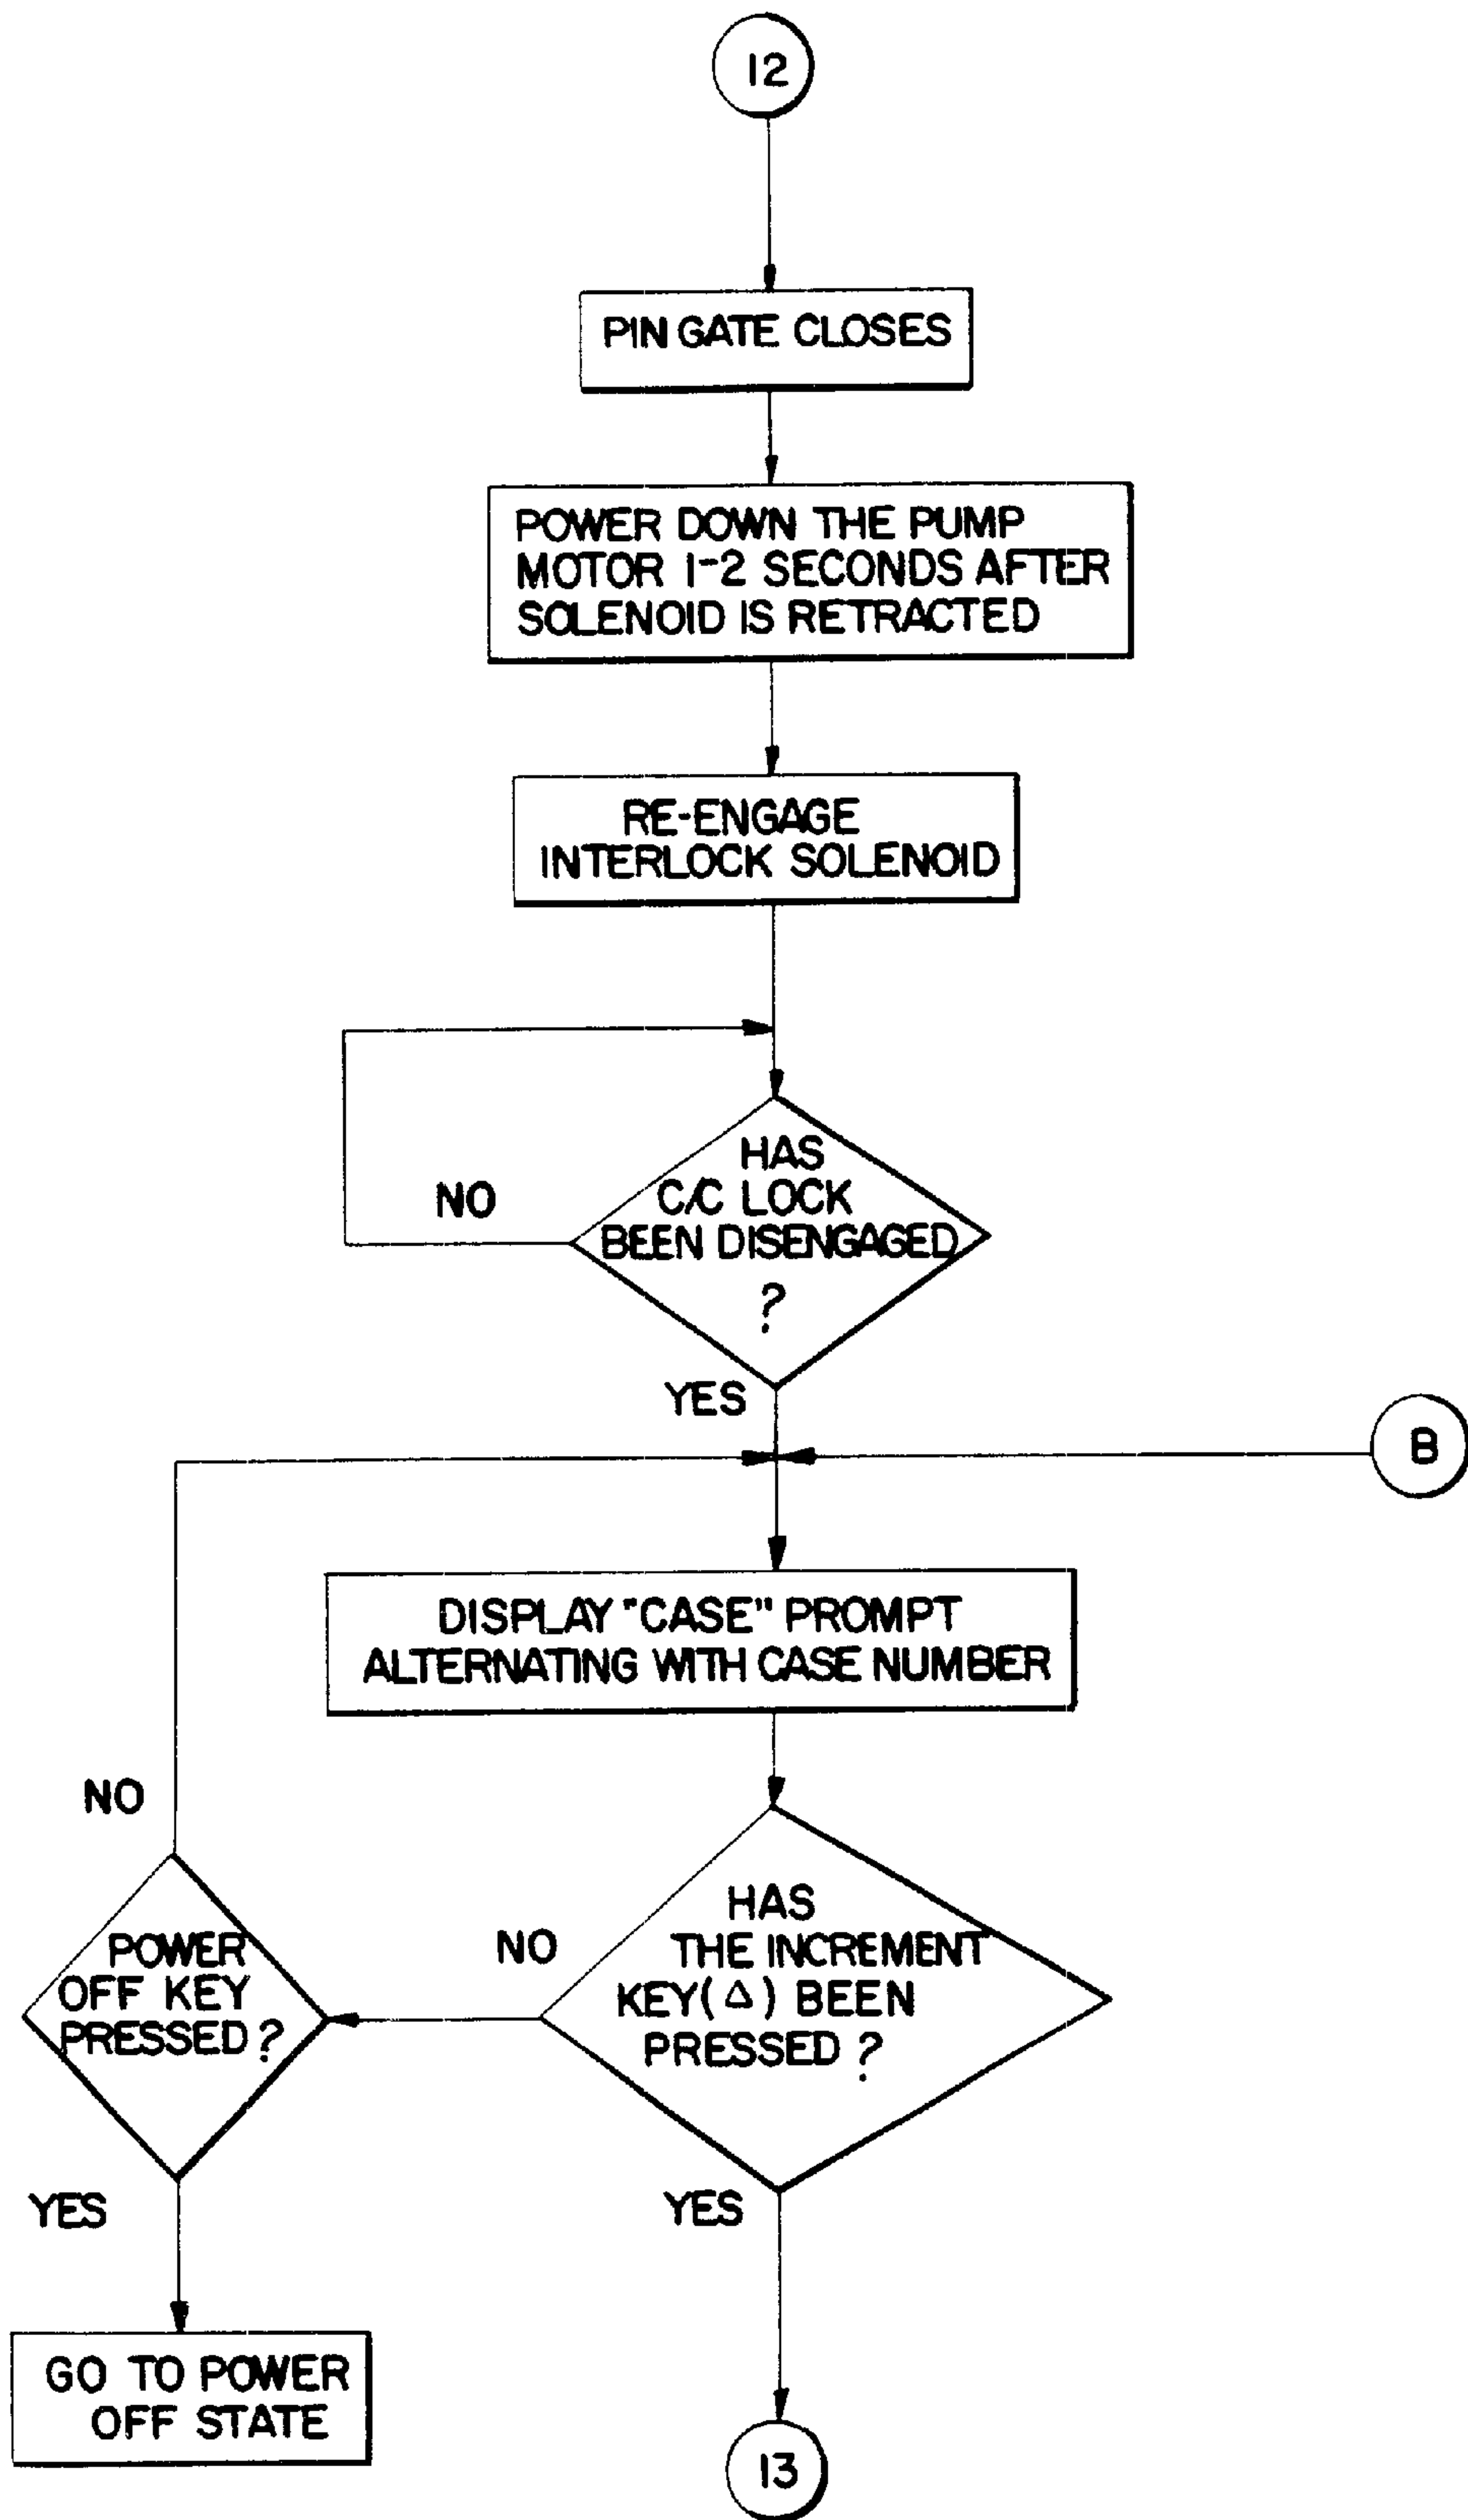 12
PIN GATE CLOSES
POWER DOWN THE PUMP
MOTOR 1-2 SECONDS AFTER
SOLENOID IS RETRACTED
RE-ENGAGE
INTERLOCK SOLENOID
HAS
C/C LOCK
BEEN DISENGAGED
?
NO
YES
B
DISPLAY "CASE" PROMPT
ALTERNATING WITH CASE NUMBER
NO
HAS
THE INCREMENT
KEY(Δ) BEEN
PRESSED?
NO
POWER
OFF KEY
PRESSED?
YES
YES
GO TO POWER
OFF STATE
13